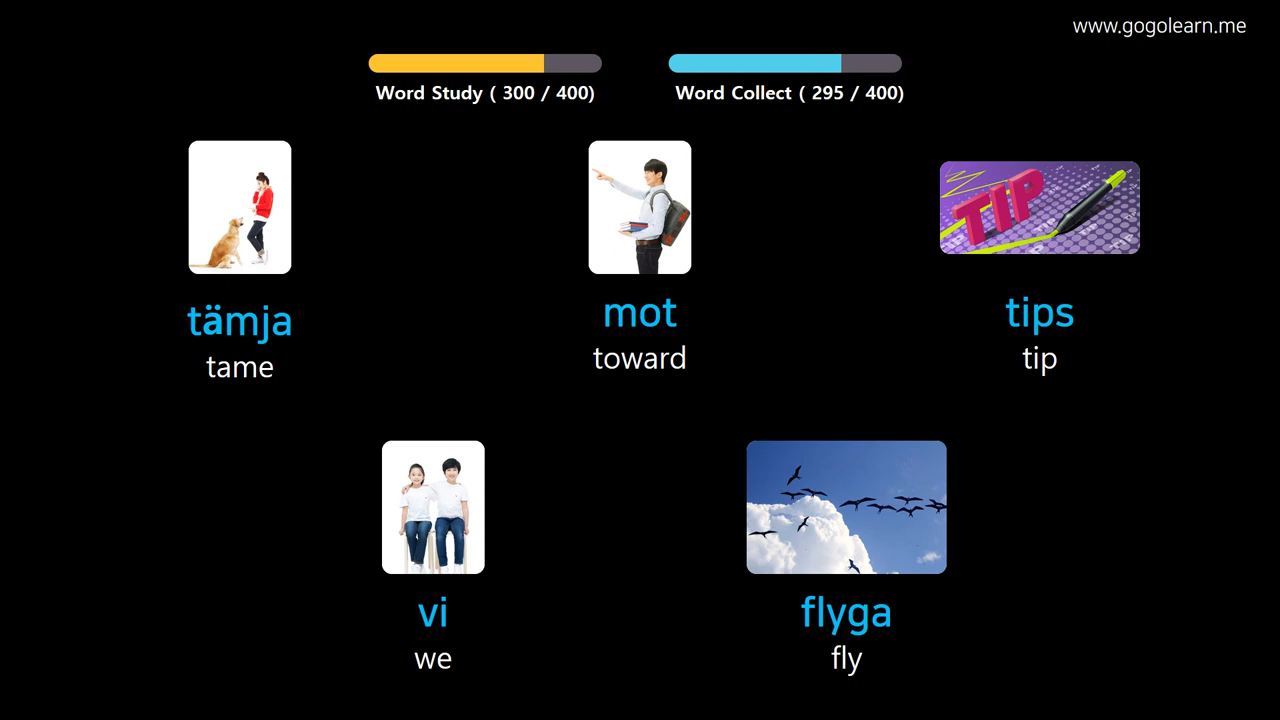 www.gogolearn.me
Word Study ( 300 / 400)
Word Collect ( 295 / 400)
TIP
tämja
tame
mot
toward
tips
tip
vi
we
flyga
fly